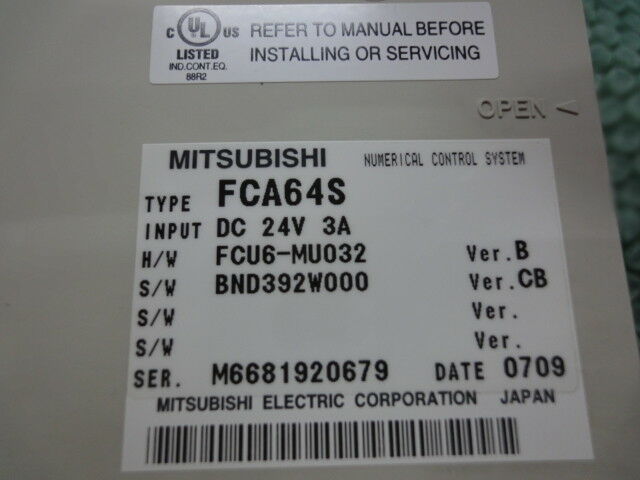 c UL us
LISTED
IND.CONT.EQ.
88R2
REFER TO MANUAL BEFORE
INSTALLING OR SERVICING
OPEN <
MITSUBISHI NUMERICAL CONTROL SYSTEM
TYPE FCA64S
INPUT DC 24V 3A
H/W FCU6-MU032 Ver.B
S/W BND392W000 Ver.CB
S/W Ver.
S/W Ver.
SER. M6681920679 DATE 0709
MITSUBISHI ELECTRIC CORPORATION JAPAN